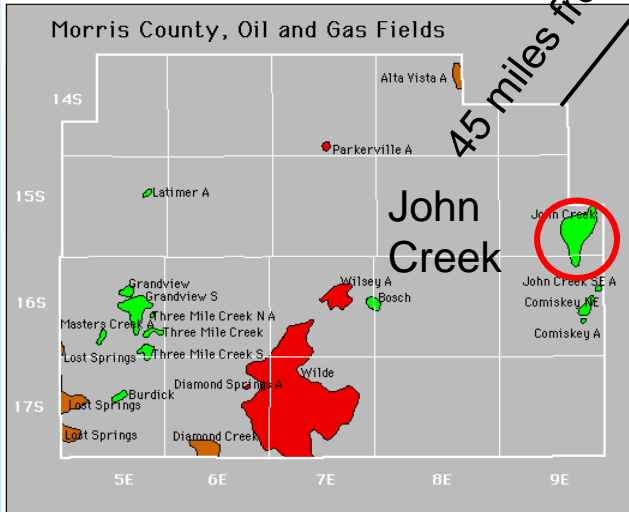 Morris County, Oil and Gas Fields
45 miles fro
Alta Vista A
14S
Parkerville A
15S
Latimer A
John
Creek
John Creek
16S
Grandview
Grandview S
Three Mile Creek N A
Masters Creek A
Three Mile Creek
Lost Springs
Three Mile Creek S
Wilsey A
Bosch
John Creek SE A
Comiskey NE
Comiskey A
17S
Diamond Springs A
Wilde
Burdick
Lost Springs
Lost Springs
Diamond Creek
5E 6E 7E 8E 9E